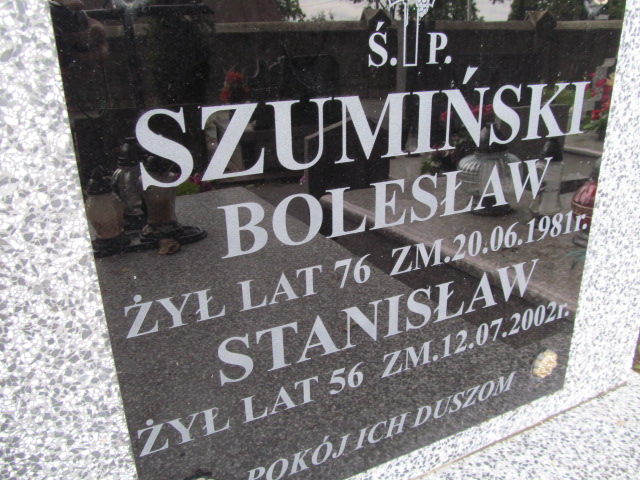 Ś. P.
SZUMIŃSKI
BOLESŁAW
ŻYŁ LAT 76 ZM.20.06.1981r.
STANISŁAW
ŻYŁ LAT 56 ZM.12.07.2002r.
POKÓJ ICH DUSZOM